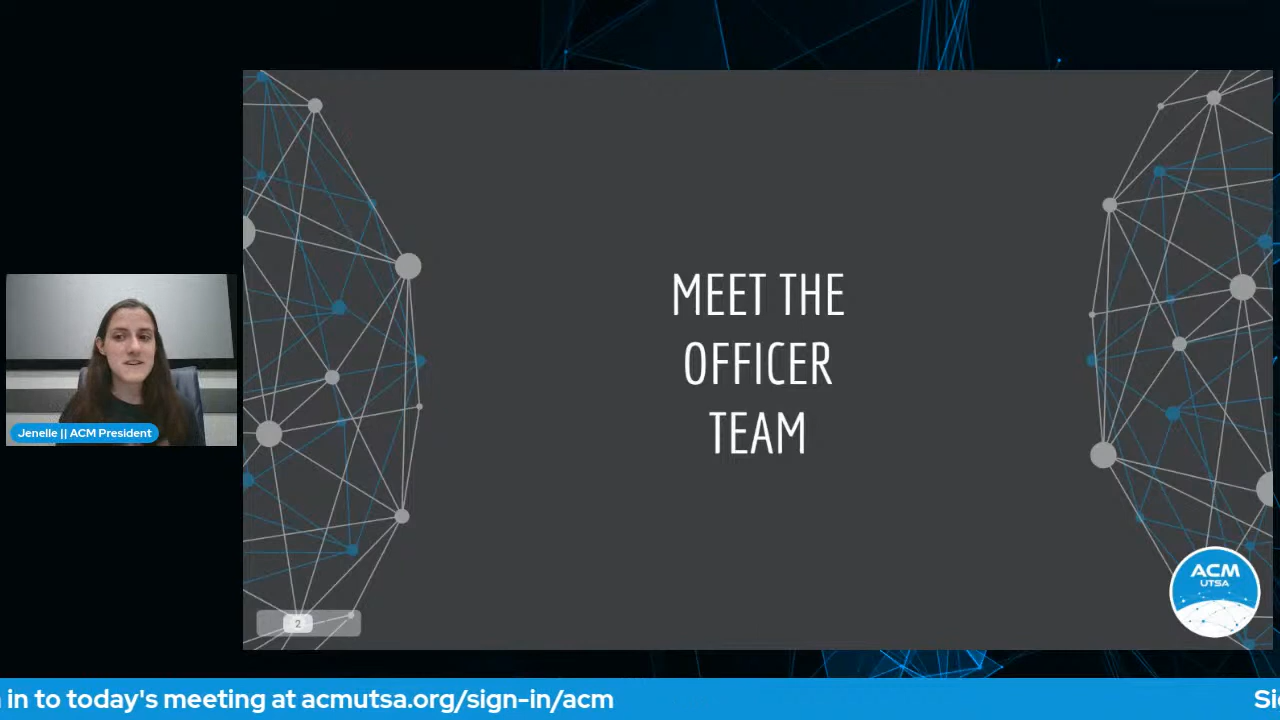 MEET THE
OFFICER
TEAM
Jenelle || ACM President
2
ACM
UTSA
in to today's meeting at acmutsa.org/sign-in/acm
Si